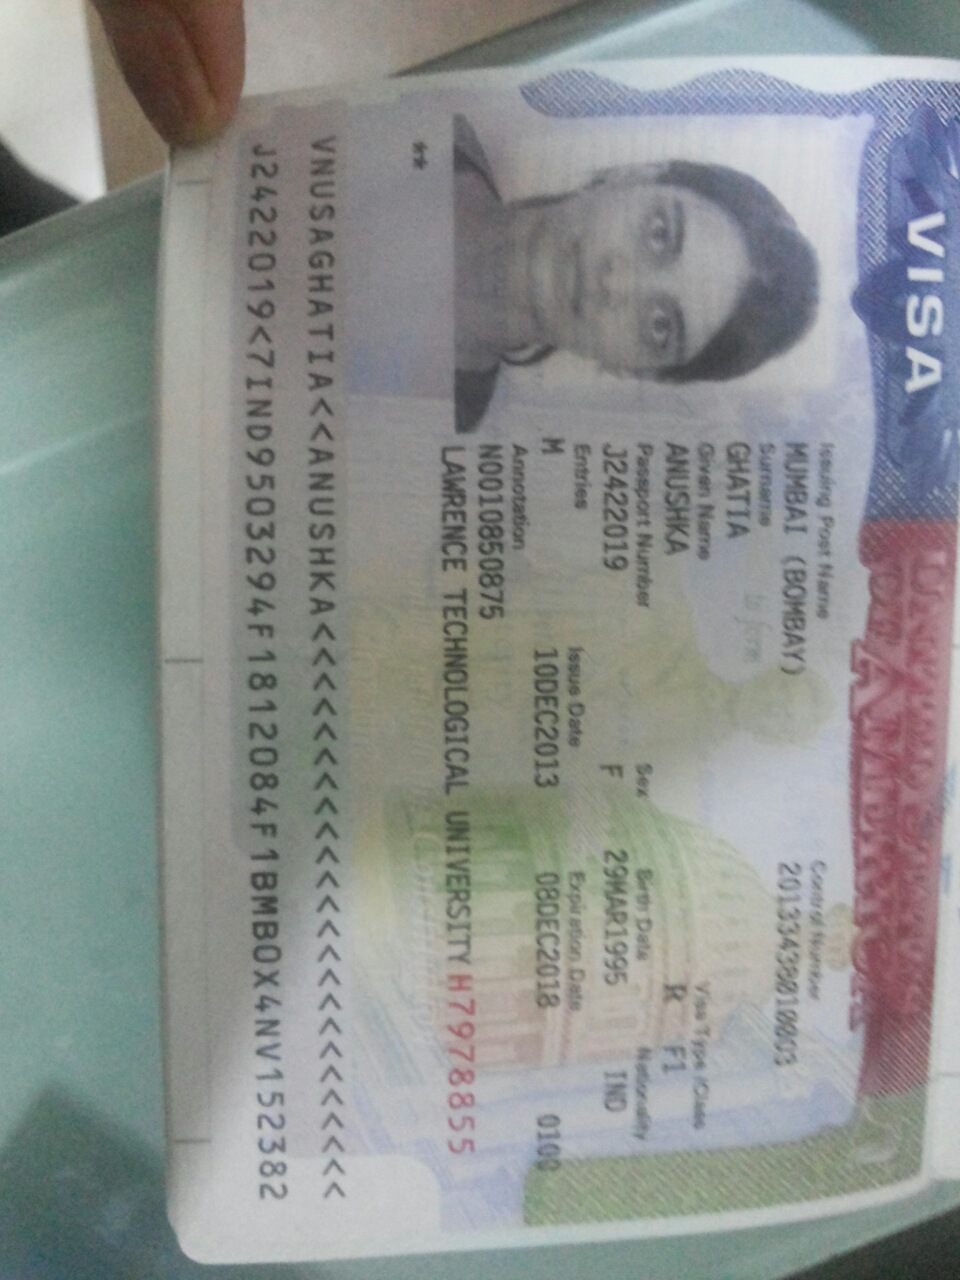 VISA
UNITED STATES
OF AMERICA
Issuing Post Name
MUMBAI (BOMBAY)
Control Number
20133438010003
Surname
GHATIA
Given Name
ANUSHKA
Visa Type /Class
R F1
Passport Number
J2422019
Sex
F
Birth Date
29MAR1995
Nationality
IND
Entries
M
Issue Date
10DEC2013
Expiration Date
08DEC2018
0100
Annotation
N0010850875
LAWRENCE TECHNOLOGICAL UNIVERSITY
H7978855
**
VNUSAGHATIA<<ANUSHKA<<<<<<<<<<<<<<<<<<<<<<<<
J2422019<7IND9503294F1812084F1BMB0X4NV152382